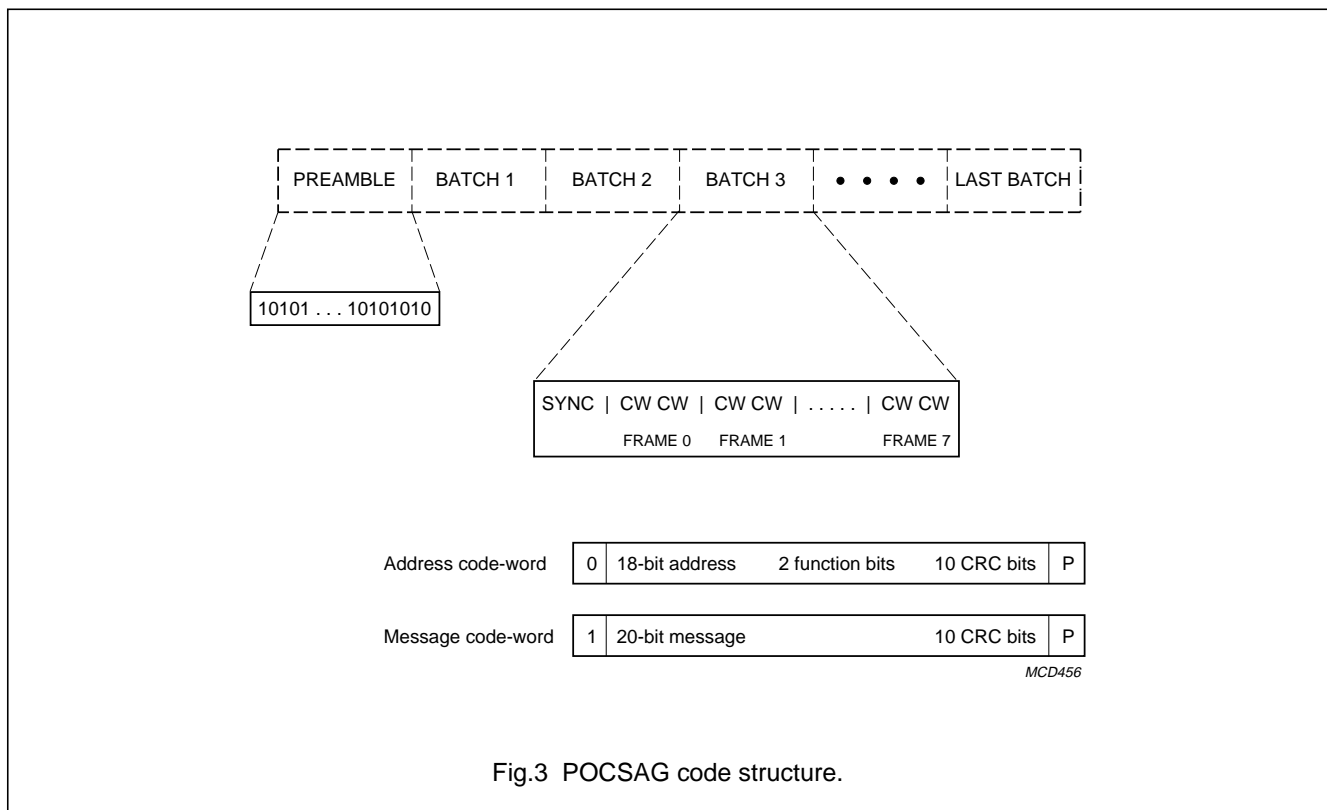 PREAMBLE BATCH 1 BATCH 2 BATCH 3 • • • • LAST BATCH
10101 . . . 10101010
SYNC | CW CW | CW CW | . . . . . | CW CW
FRAME 0 FRAME 1 FRAME 7
Address code-word 0 18-bit address 2 function bits 10 CRC bits P
Message code-word 1 20-bit message 10 CRC bits P
MCD456
Fig.3 POCSAG code structure.